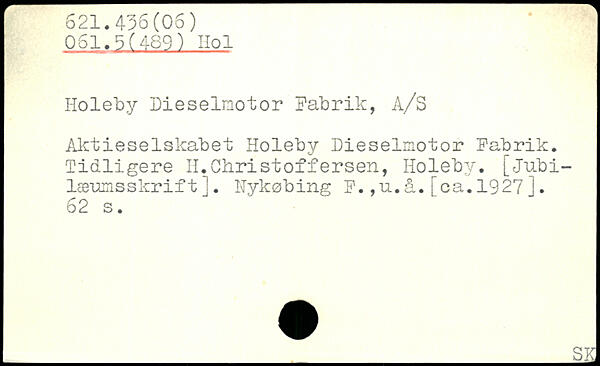 621.436(06)
061.5(489) Hol
Holeby Dieselmotor Fabrik, A/S
Aktieselskabet Holeby Dieselmotor Fabrik.
Tidligere H.Christoffersen, Holeby. [Jubi-
læumsskrift]. Nykøbing F.,u.å.[ca.1927].
62 s.
SK